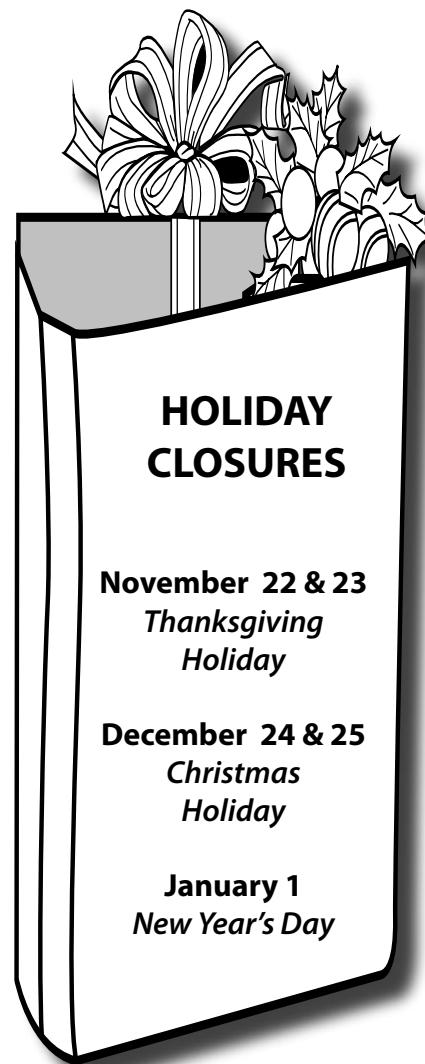 HOLIDAY
CLOSURES
November 22 & 23
Thanksgiving
Holiday
December 24 & 25
Christmas
Holiday
January 1
New Year’s Day